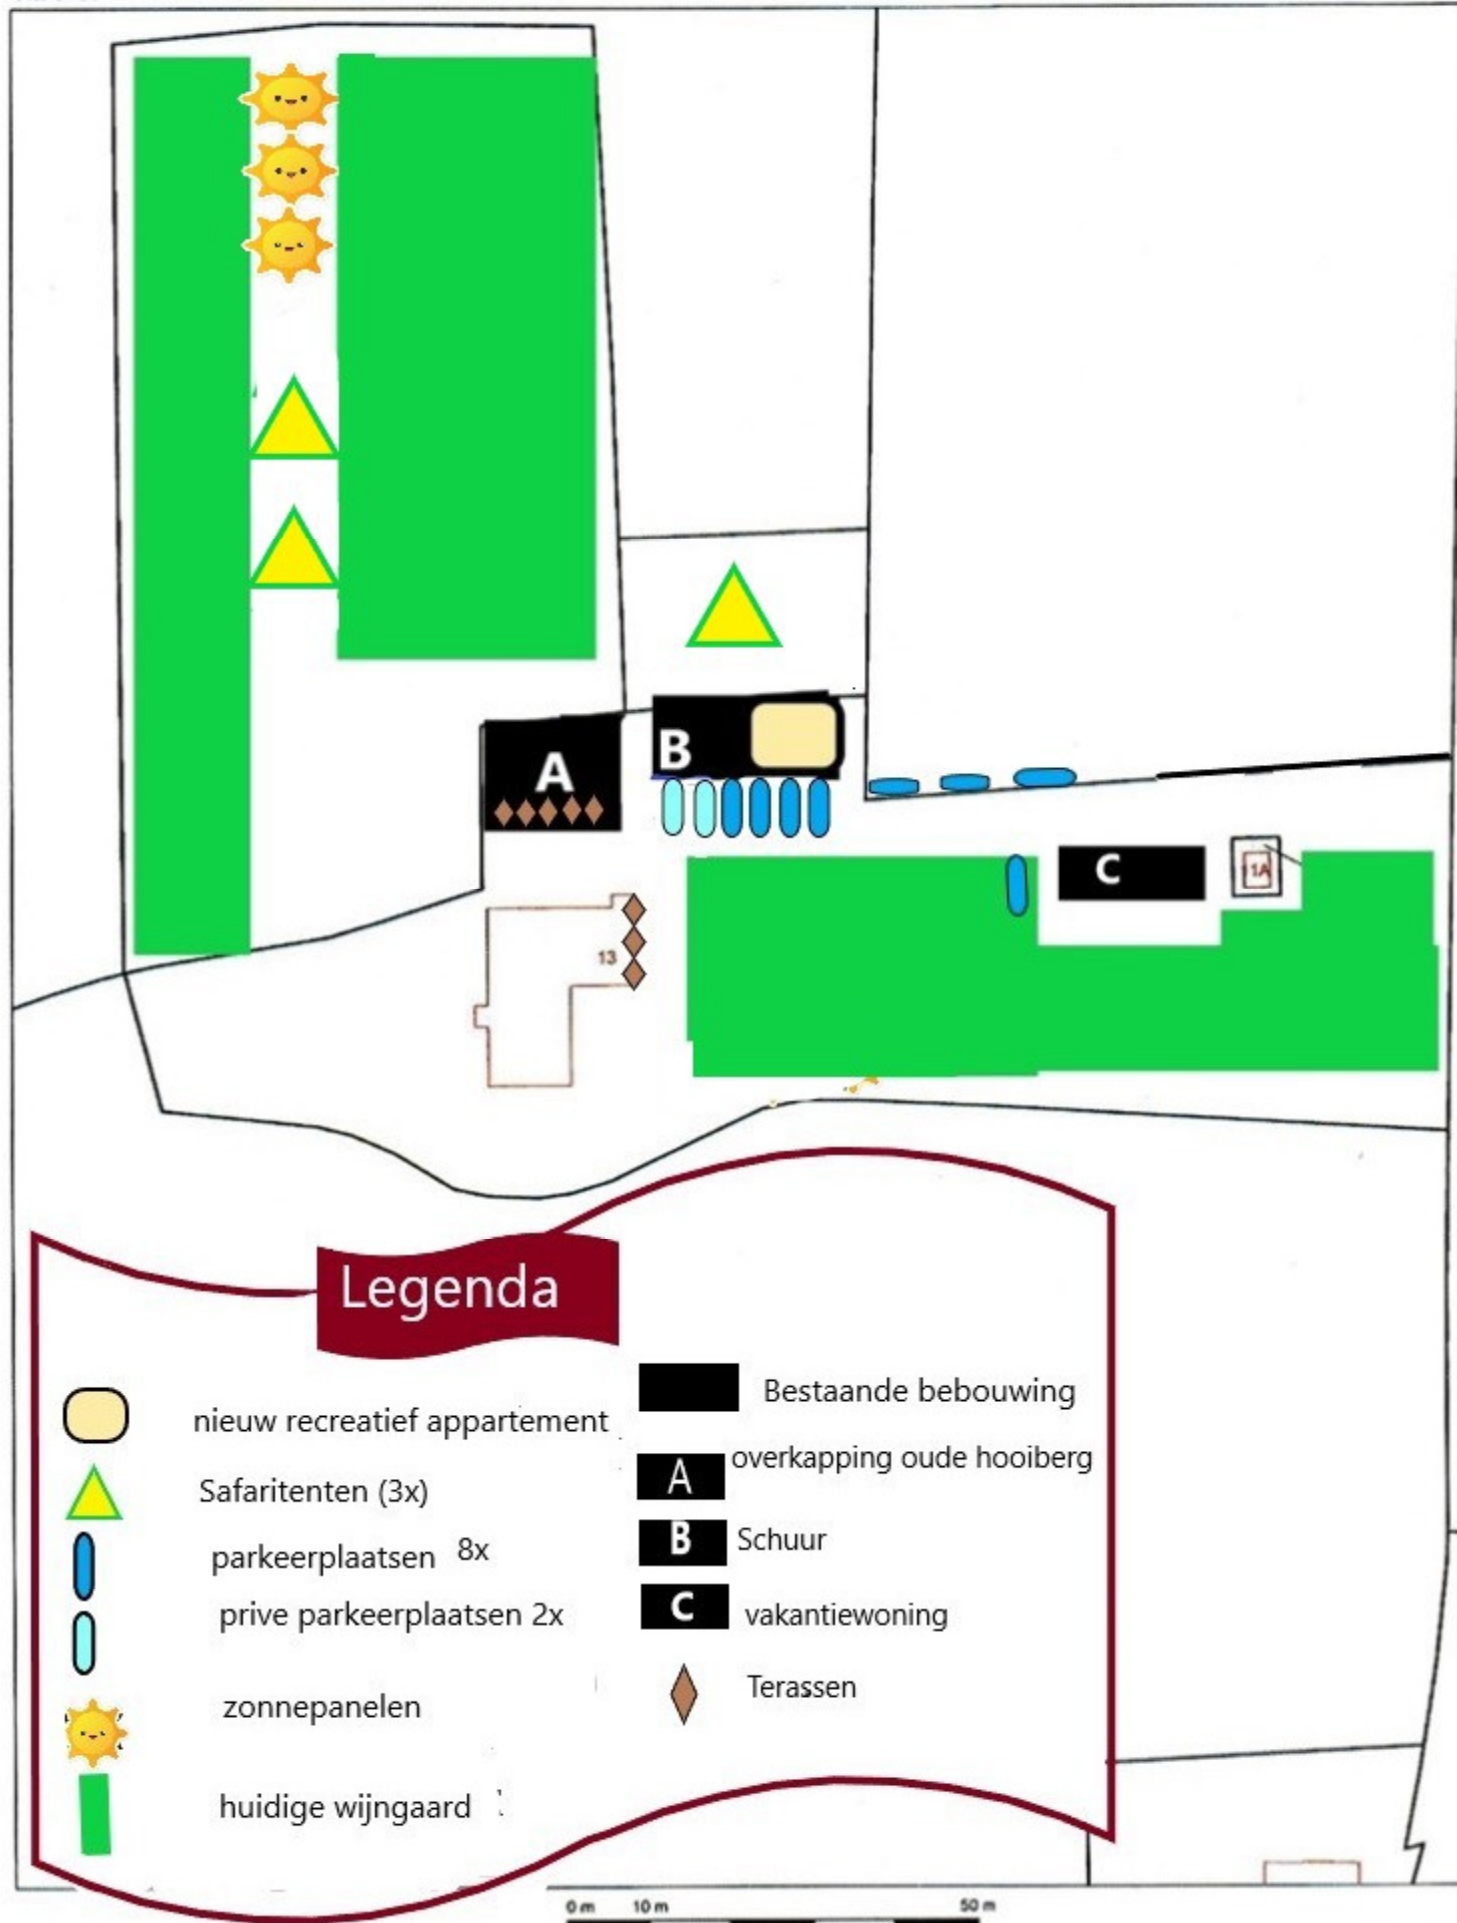 A
B
C
11A
13
Legenda
nieuw recreatief appartement
Safaritenten (3x)
parkeerplaatsen 8x
prive parkeerplaatsen 2x
zonnepanelen
huidige wijngaard
Bestaande bebouwing
A overkapping oude hooiberg
B Schuur
C vakantiewoning
Terassen
0 m 10 m 50 m